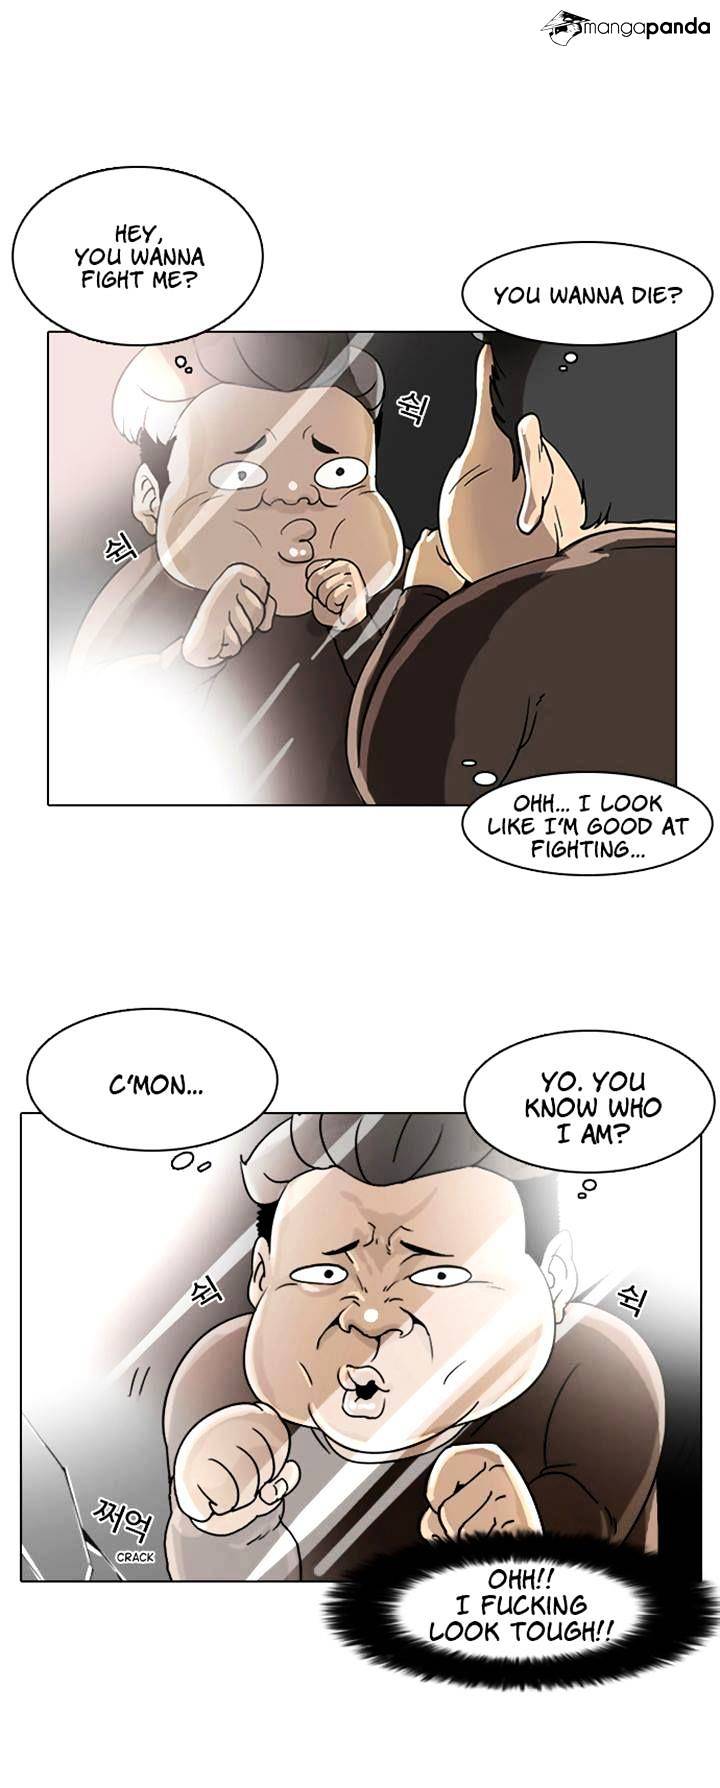 mangapanda
HEY,
YOU WANNA
FIGHT ME?
YOU WANNA DIE?
쉭
쉭
OHH... I LOOK
LIKE I'M GOOD AT
FIGHTING...
C'MON...
YO. YOU
KNOW WHO
I AM?
쉭
쉭
쩌억
CRACK
OHH!!
I FUCKING
LOOK TOUGH!!